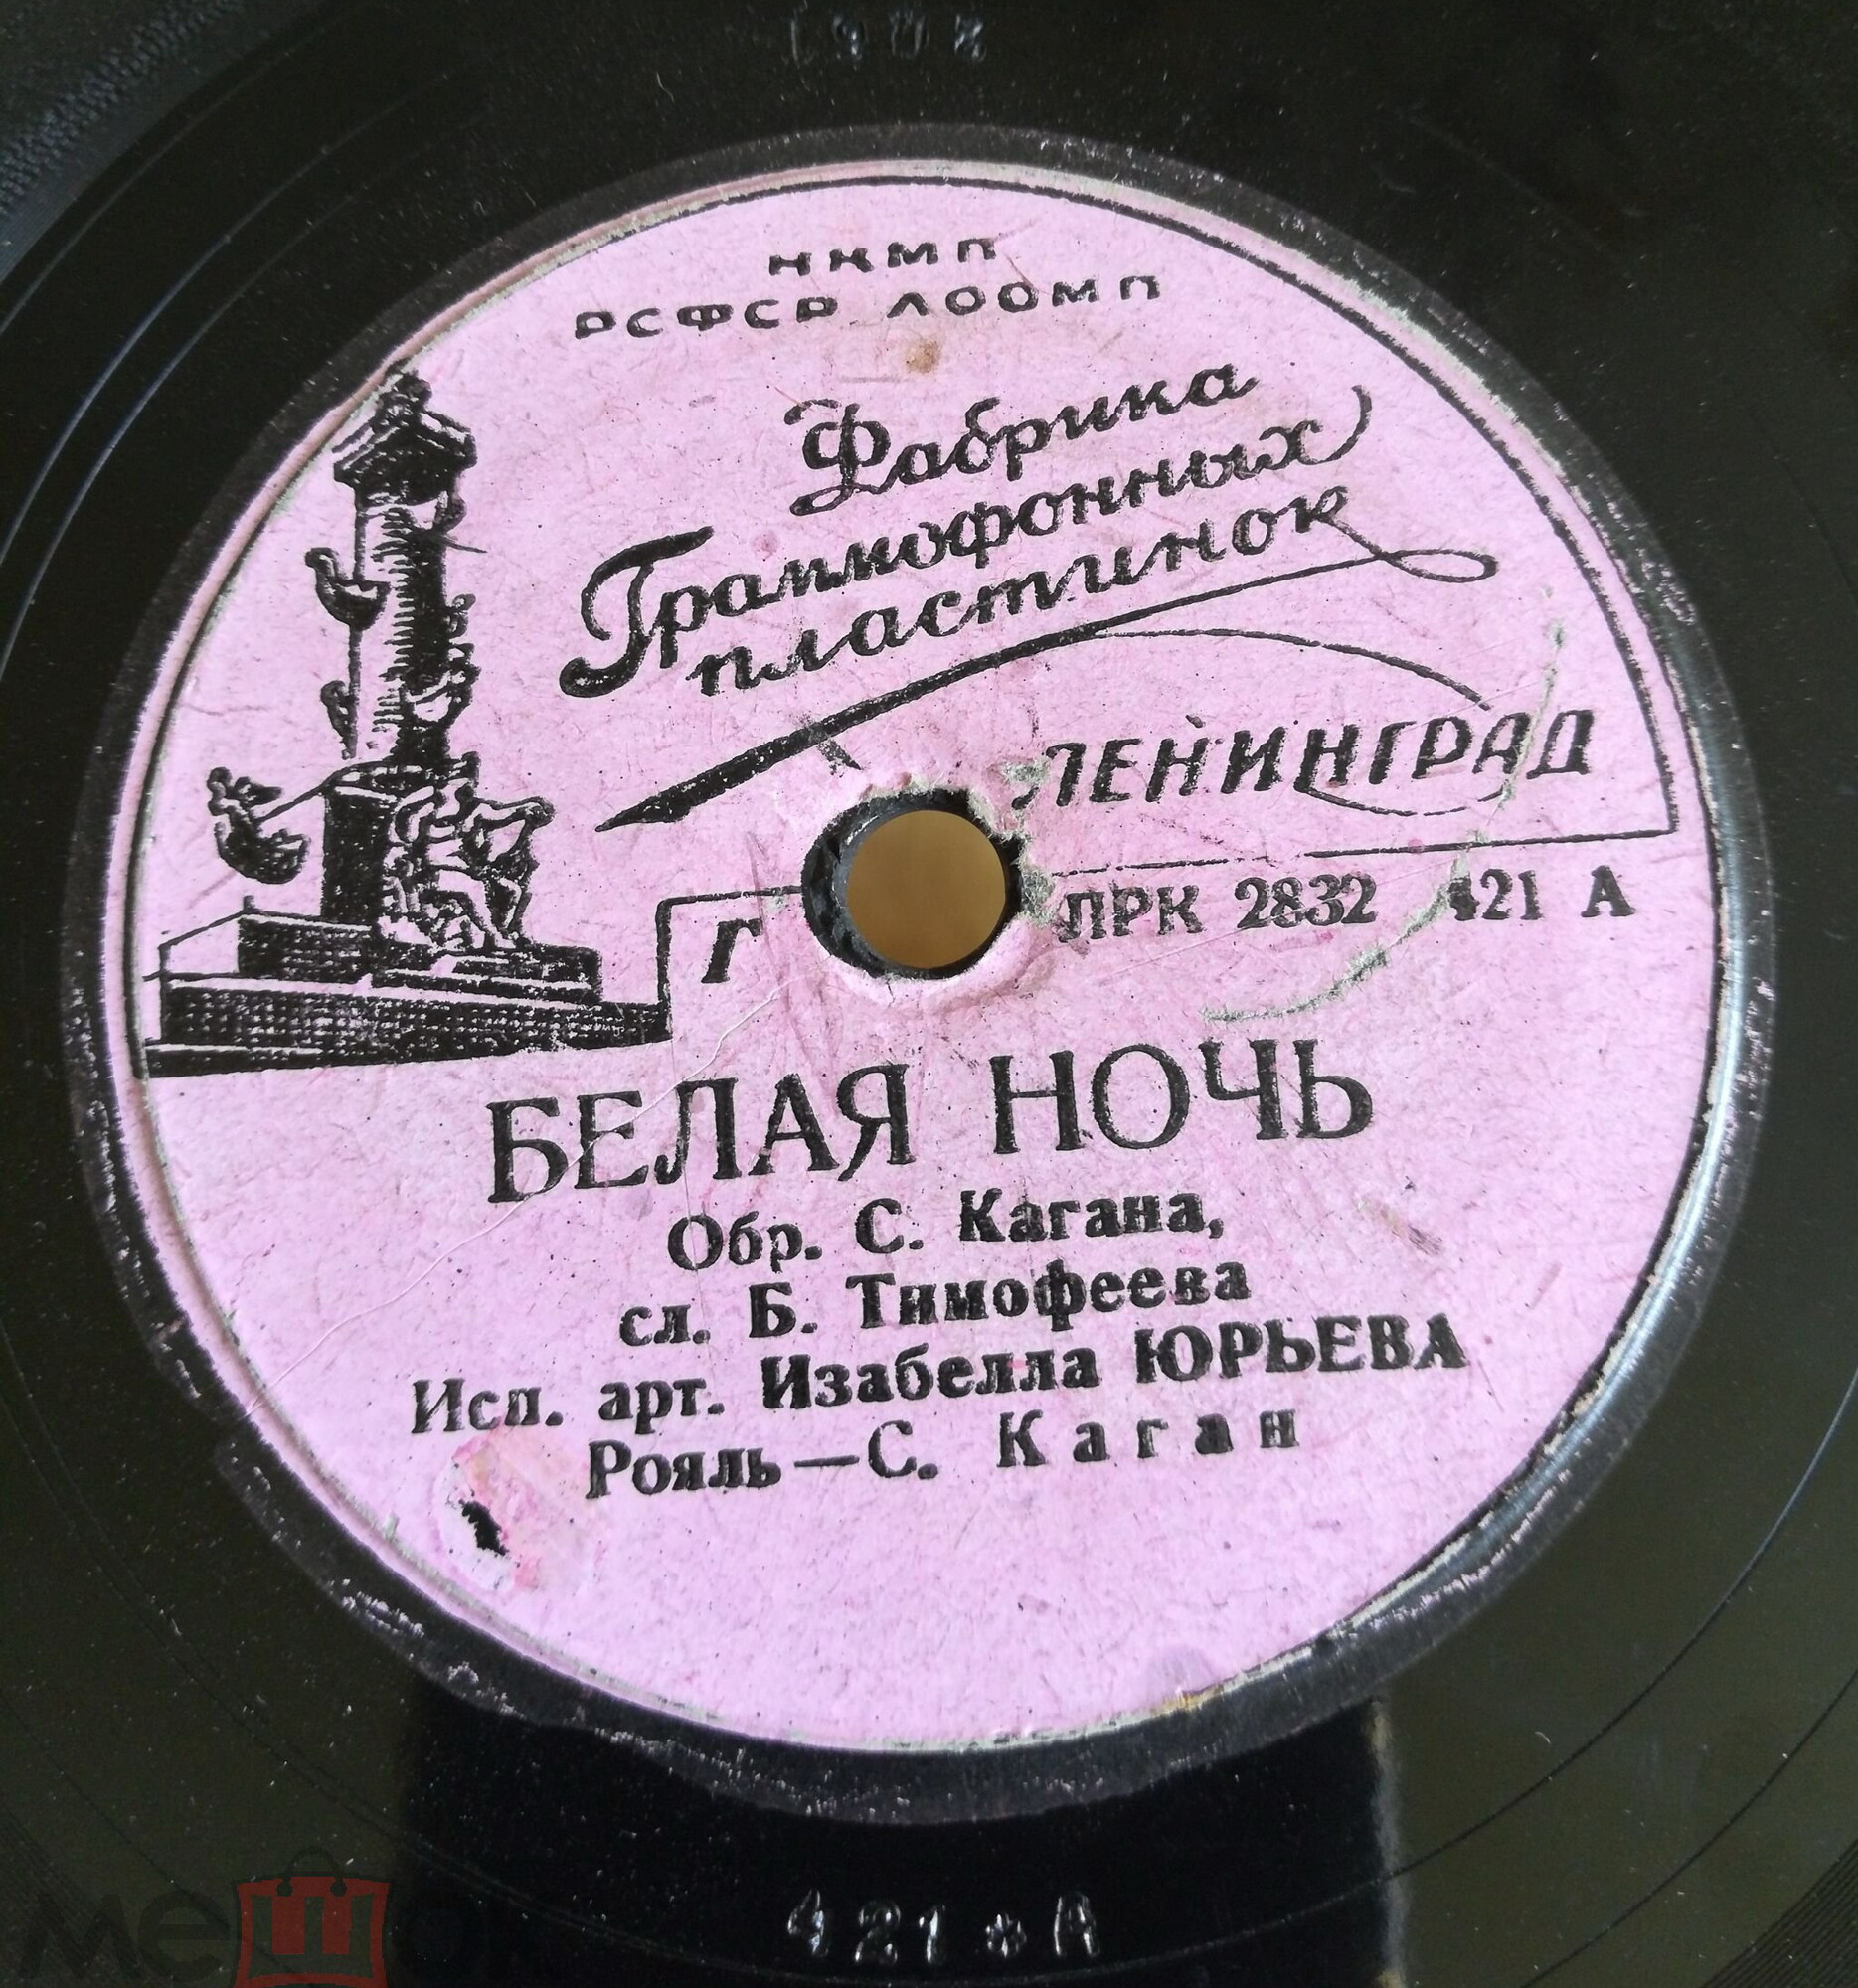 НКМП
РСФСР ЛООМП
Фабрика
Граммофонных
пластинок
ЛЕНИНГРАД
Г ЛРК 2832 421 А
БЕЛАЯ НОЧЬ
Обр. С. Кагана,
сл. Б. Тимофеева
Исп. арт. Изабелла ЮРЬЕВА
Рояль—С. Каган
421*А